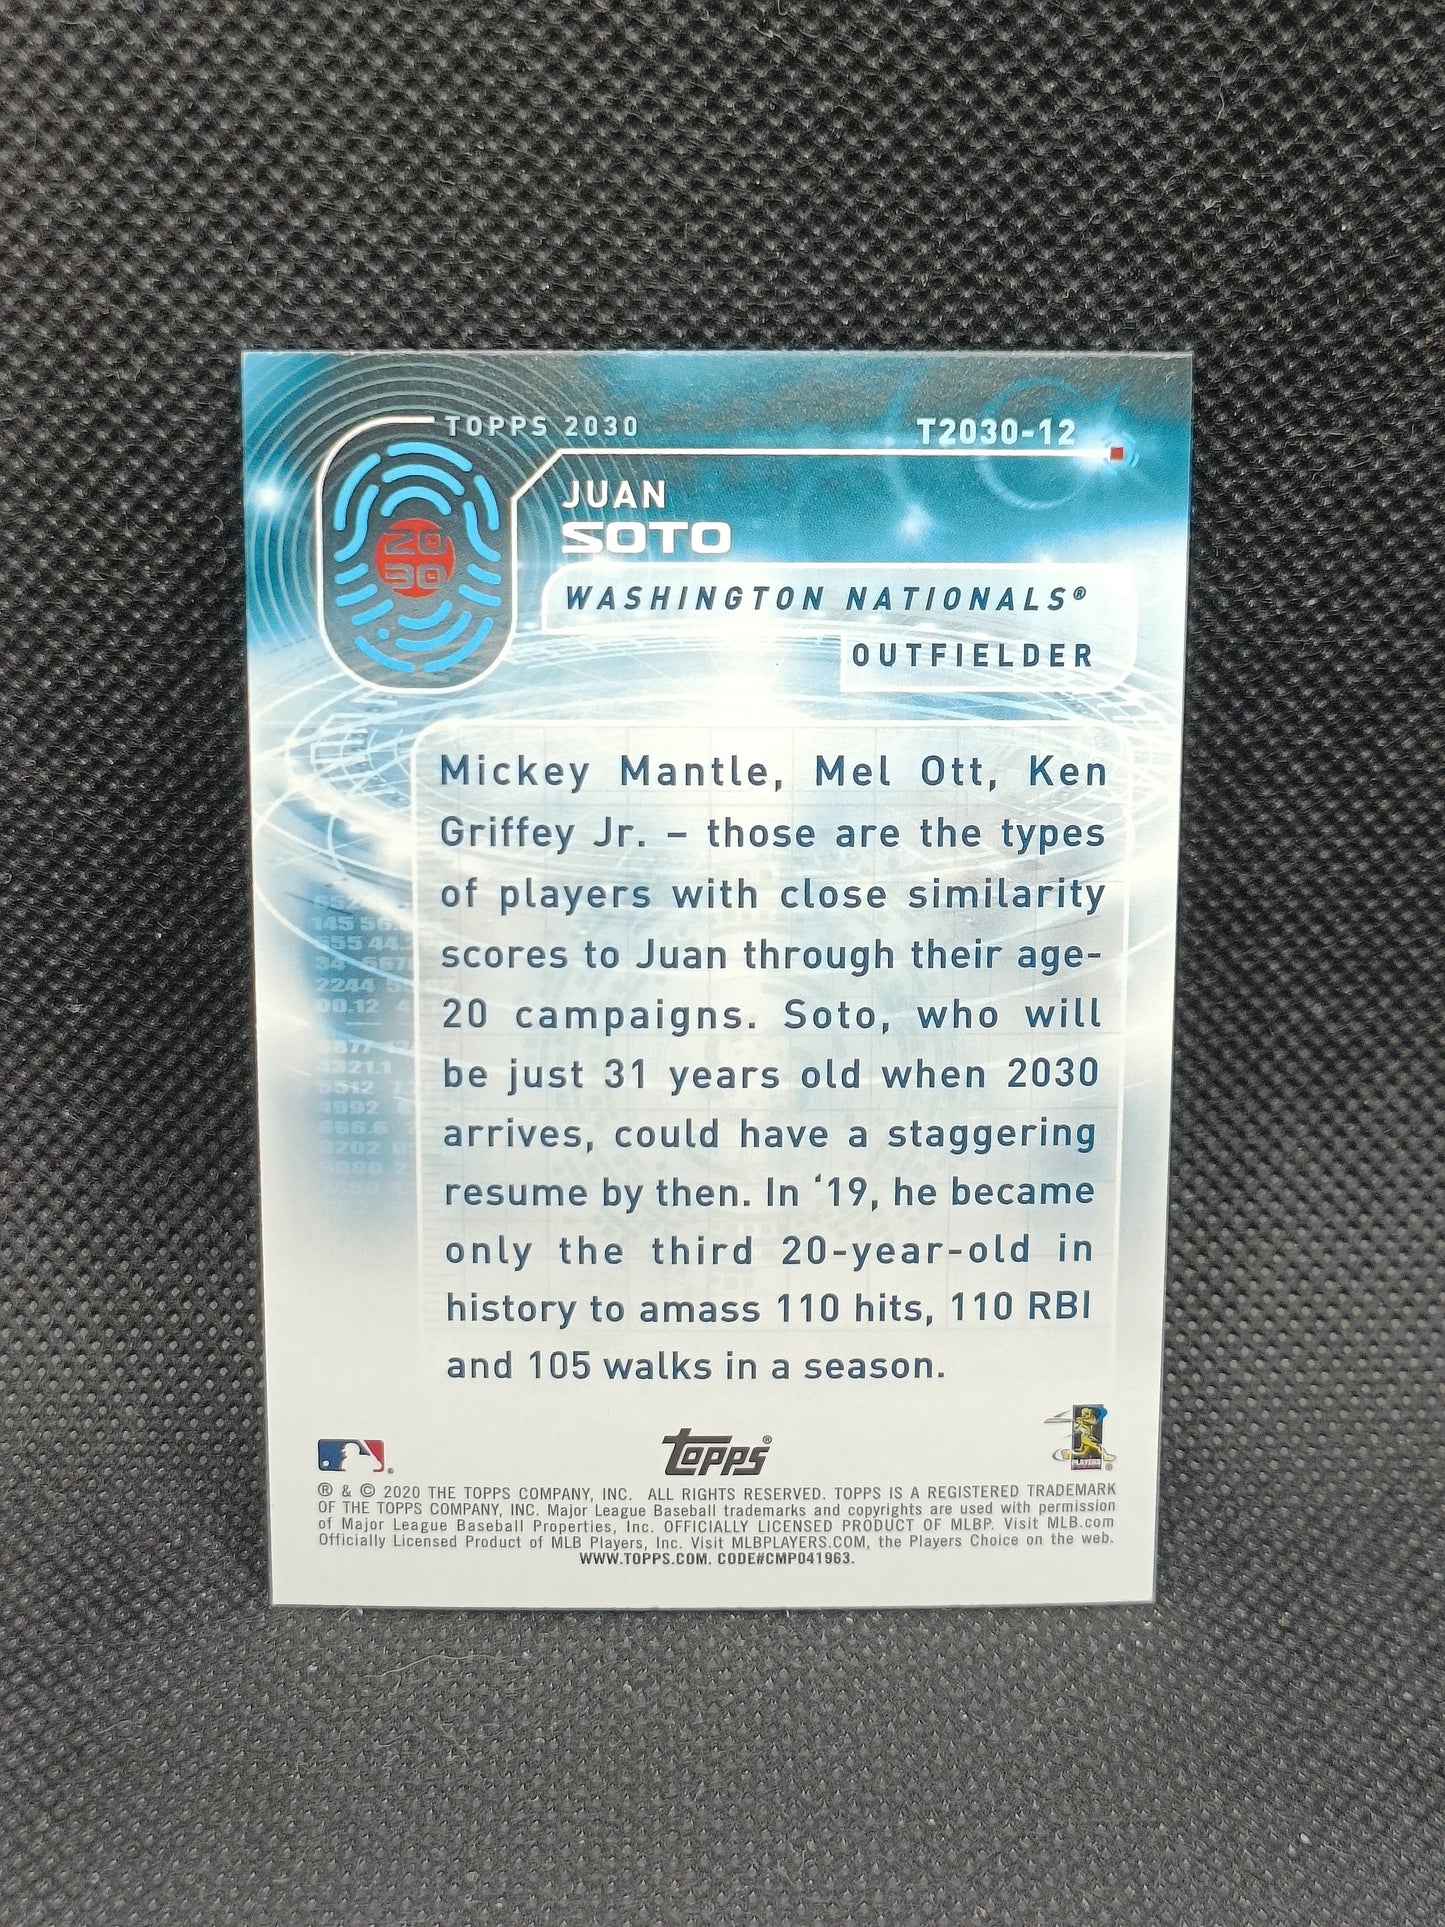 TOPPS 2030
T2030-12
20
30
JUAN
SOTO
WASHINGTON NATIONALS®
OUTFIELDER
Mickey Mantle, Mel Ott, Ken
Griffey Jr. – those are the types
of players with close similarity
scores to Juan through their age-
20 campaigns. Soto, who will
be just 31 years old when 2030
arrives, could have a staggering
resume by then. In ‘19, he became
only the third 20-year-old in
history to amass 110 hits, 110 RBI
and 105 walks in a season.
TOPPS®
PLAYERS
® & © 2020 THE TOPPS COMPANY, INC. ALL RIGHTS RESERVED. TOPPS IS A REGISTERED TRADEMARK
OF THE TOPPS COMPANY, INC. Major League Baseball trademarks and copyrights are used with permission
of Major League Baseball Properties, Inc. OFFICIALLY LICENSED PRODUCT OF MLBP. Visit MLB.com
Officially Licensed Product of MLB Players, Inc. Visit MLBPLAYERS.COM, the Players Choice on the web.
WWW.TOPPS.COM. CODE#CMP041963.